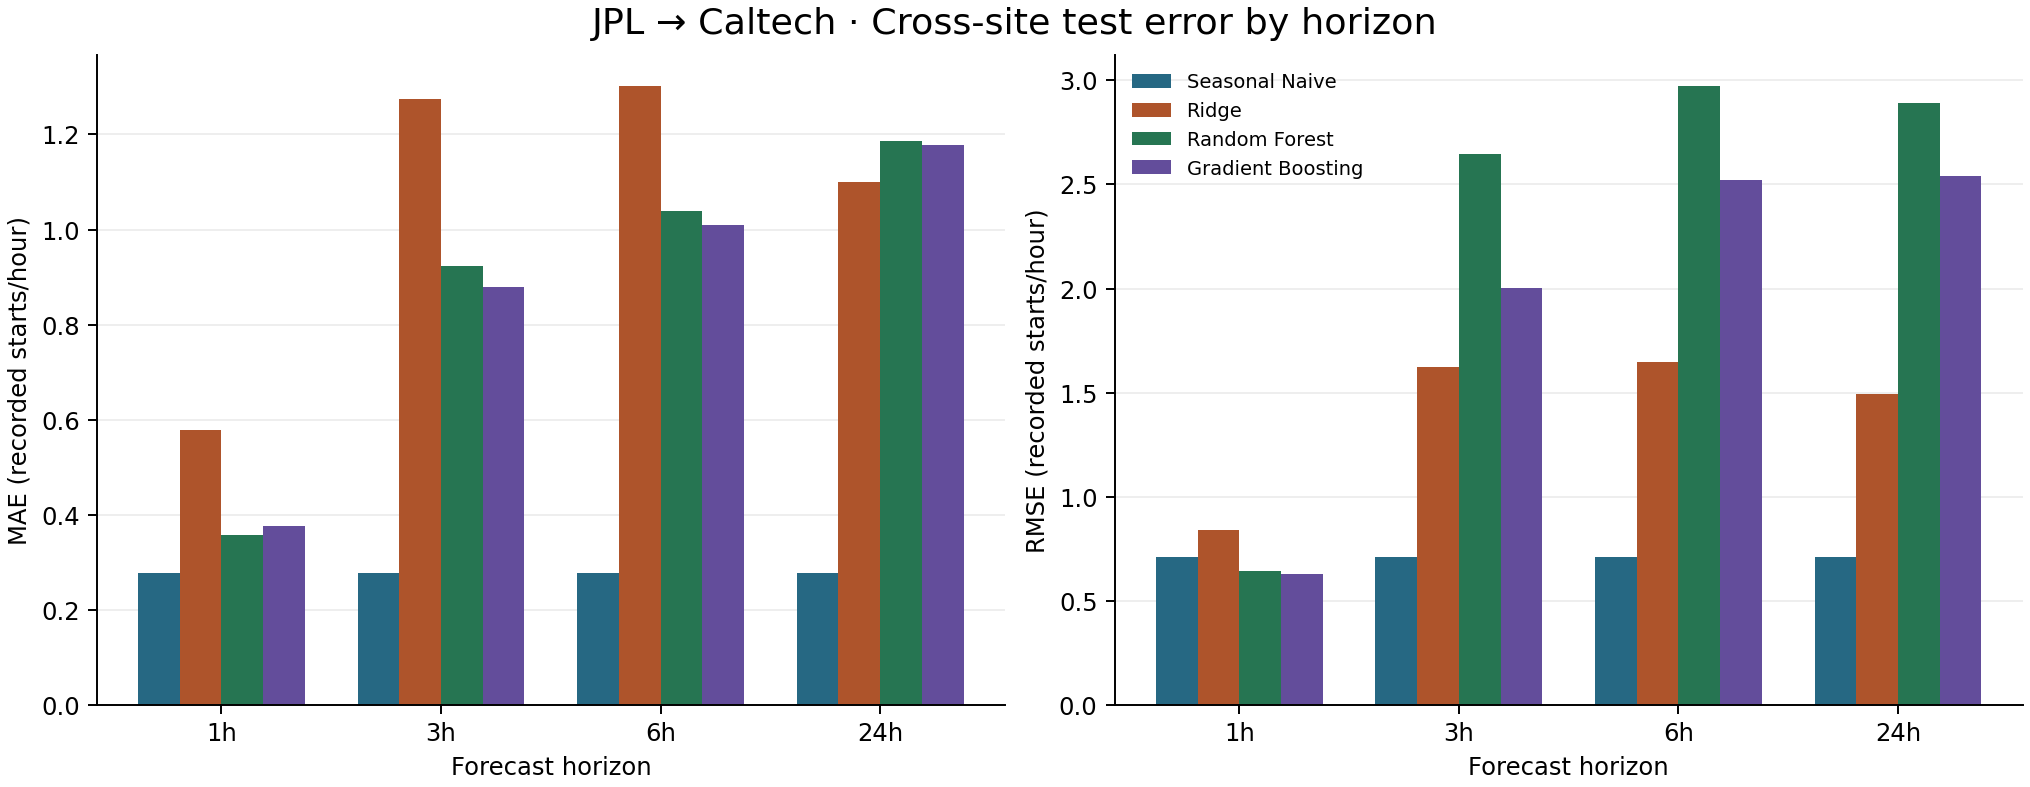 JPL → Caltech · Cross-site test error by horizon
MAE (recorded starts/hour)
1.2
1.0
0.8
0.6
0.4
0.2
0.0
1h 3h 6h 24h
Forecast horizon
RMSE (recorded starts/hour)
3.0
2.5
2.0
1.5
1.0
0.5
0.0
Seasonal Naive
Ridge
Random Forest
Gradient Boosting
1h 3h 6h 24h
Forecast horizon